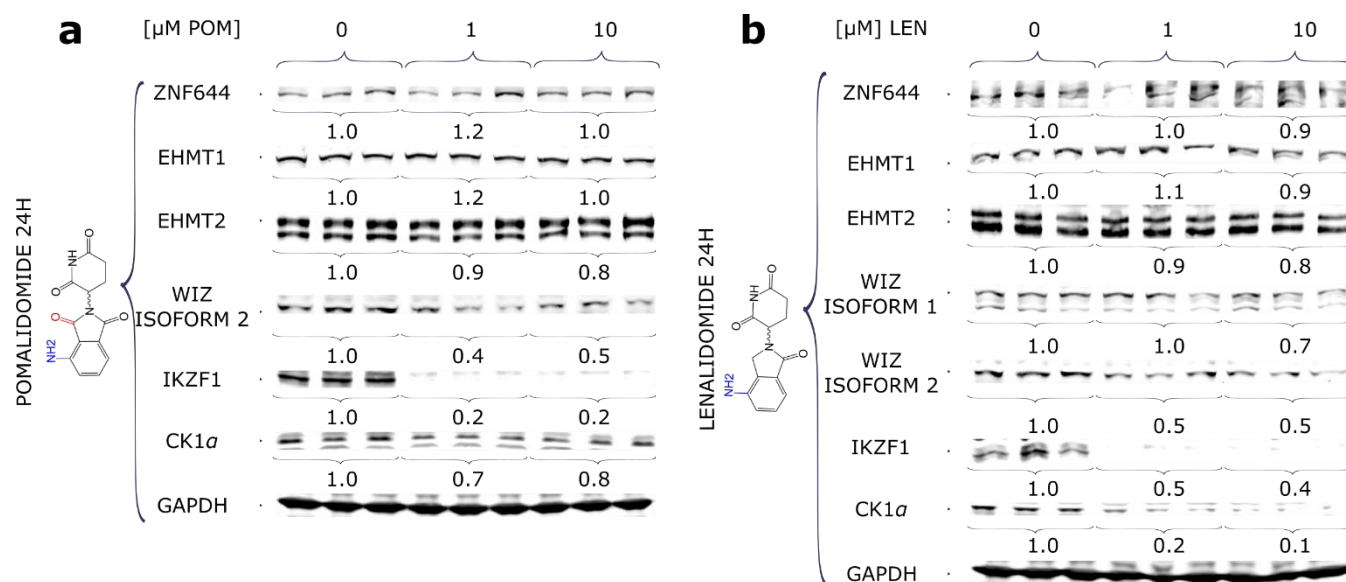 a
[µM POM] 0 1 10
ZNF644
1.0 1.2 1.0
EHMT1
1.0 1.2 1.0
EHMT2
1.0 0.9 0.8
WIZ
ISOFORM 2
1.0 0.4 0.5
IKZF1
1.0 0.2 0.2
CK1α
1.0 0.7 0.8
GAPDH
POMALIDOMIDE 24H
O
NH
O
N
O
O
NH2
b
[µM] LEN 0 1 10
ZNF644
1.0 1.0 0.9
EHMT1
1.0 1.1 0.9
EHMT2
1.0 0.9 0.8
WIZ
ISOFORM 1
1.0 1.0 0.7
WIZ
ISOFORM 2
1.0 0.5 0.5
IKZF1
1.0 0.5 0.4
CK1α
1.0 0.2 0.1
GAPDH
LENALIDOMIDE 24H
NH
O
O
N
O
NH2